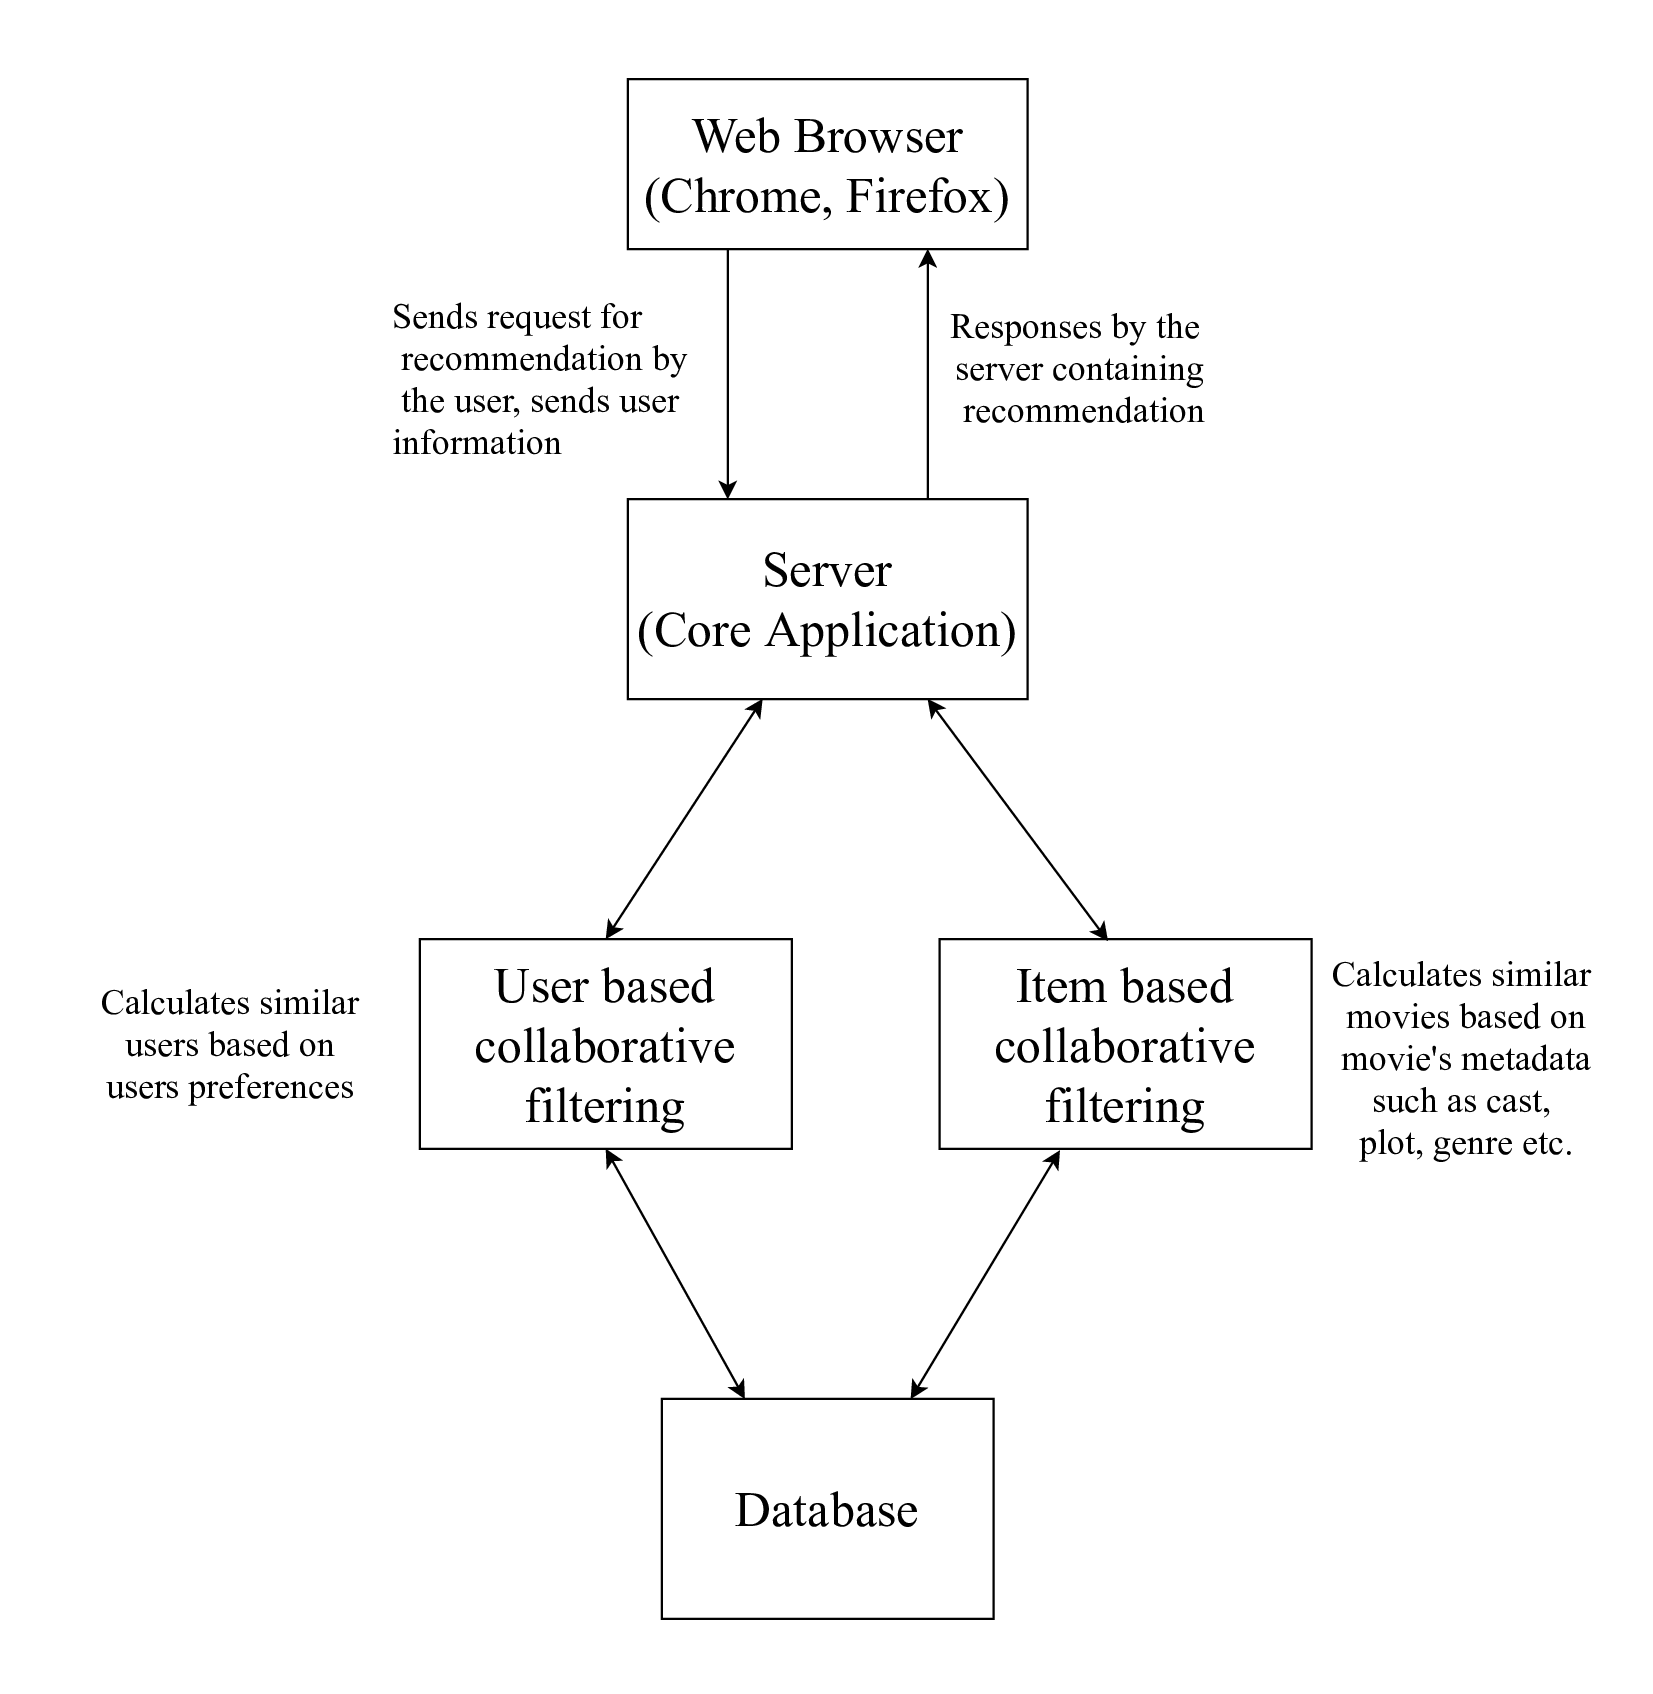 Web Browser
(Chrome, Firefox)
Sends request for
recommendation by
the user, sends user
information
Responses by the
server containing
recommendation
Server
(Core Application)
Calculates similar
users based on
users preferences
User based
collaborative
filtering
Item based
collaborative
filtering
Calculates similar
movies based on
movie's metadata
such as cast,
plot, genre etc.
Database